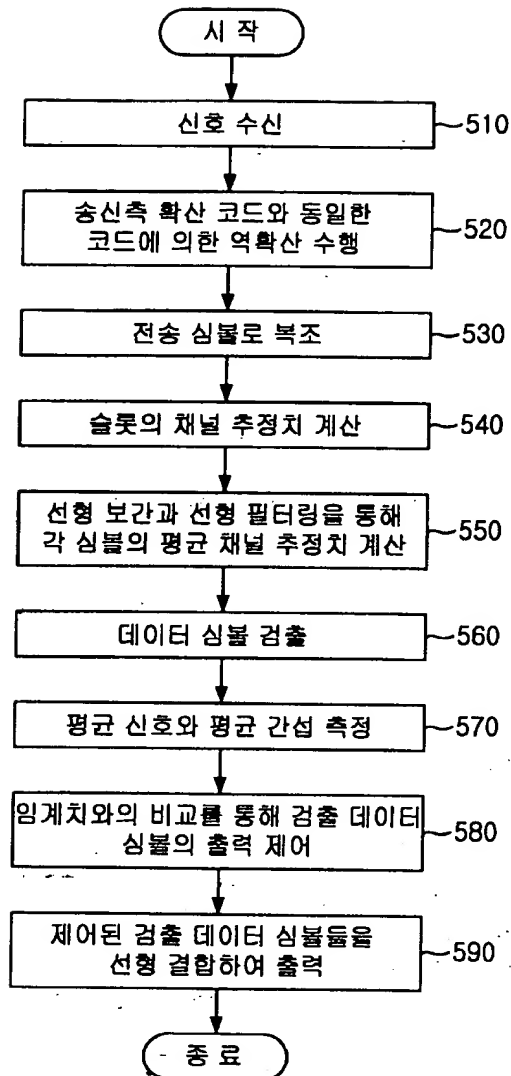 시 작
신호 수신
510
송신측 확산 코드와 동일한
코드에 의한 역확산 수행
520
전송 심볼로 복조
530
슬롯의 채널 추정치 계산
540
선형 보간과 선형 필터링을 통해
각 심볼의 평균 채널 추정치 계산
550
데이터 심볼 검출
560
평균 신호와 평균 간섭 측정
570
임계치와의 비교를 통해 검출 데이터
심볼의 출력 제어
580
제어된 검출 데이터 심볼들을
선형 결합하여 출력
590
종 료